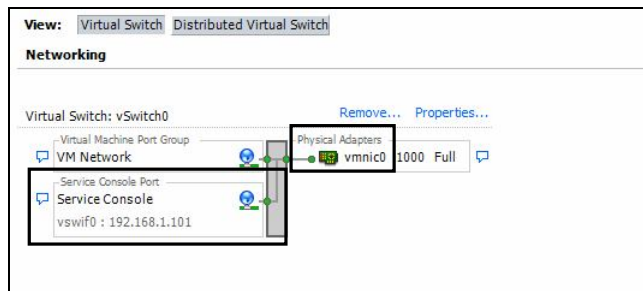 View: Virtual Switch Distributed Virtual Switch
Networking
Virtual Switch: vSwitch0 Remove... Properties...
Virtual Machine Port Group Physical Adapters
VM Network vmnic0 1000 Full
Service Console Port
Service Console
vswif0 : 192.168.1.101